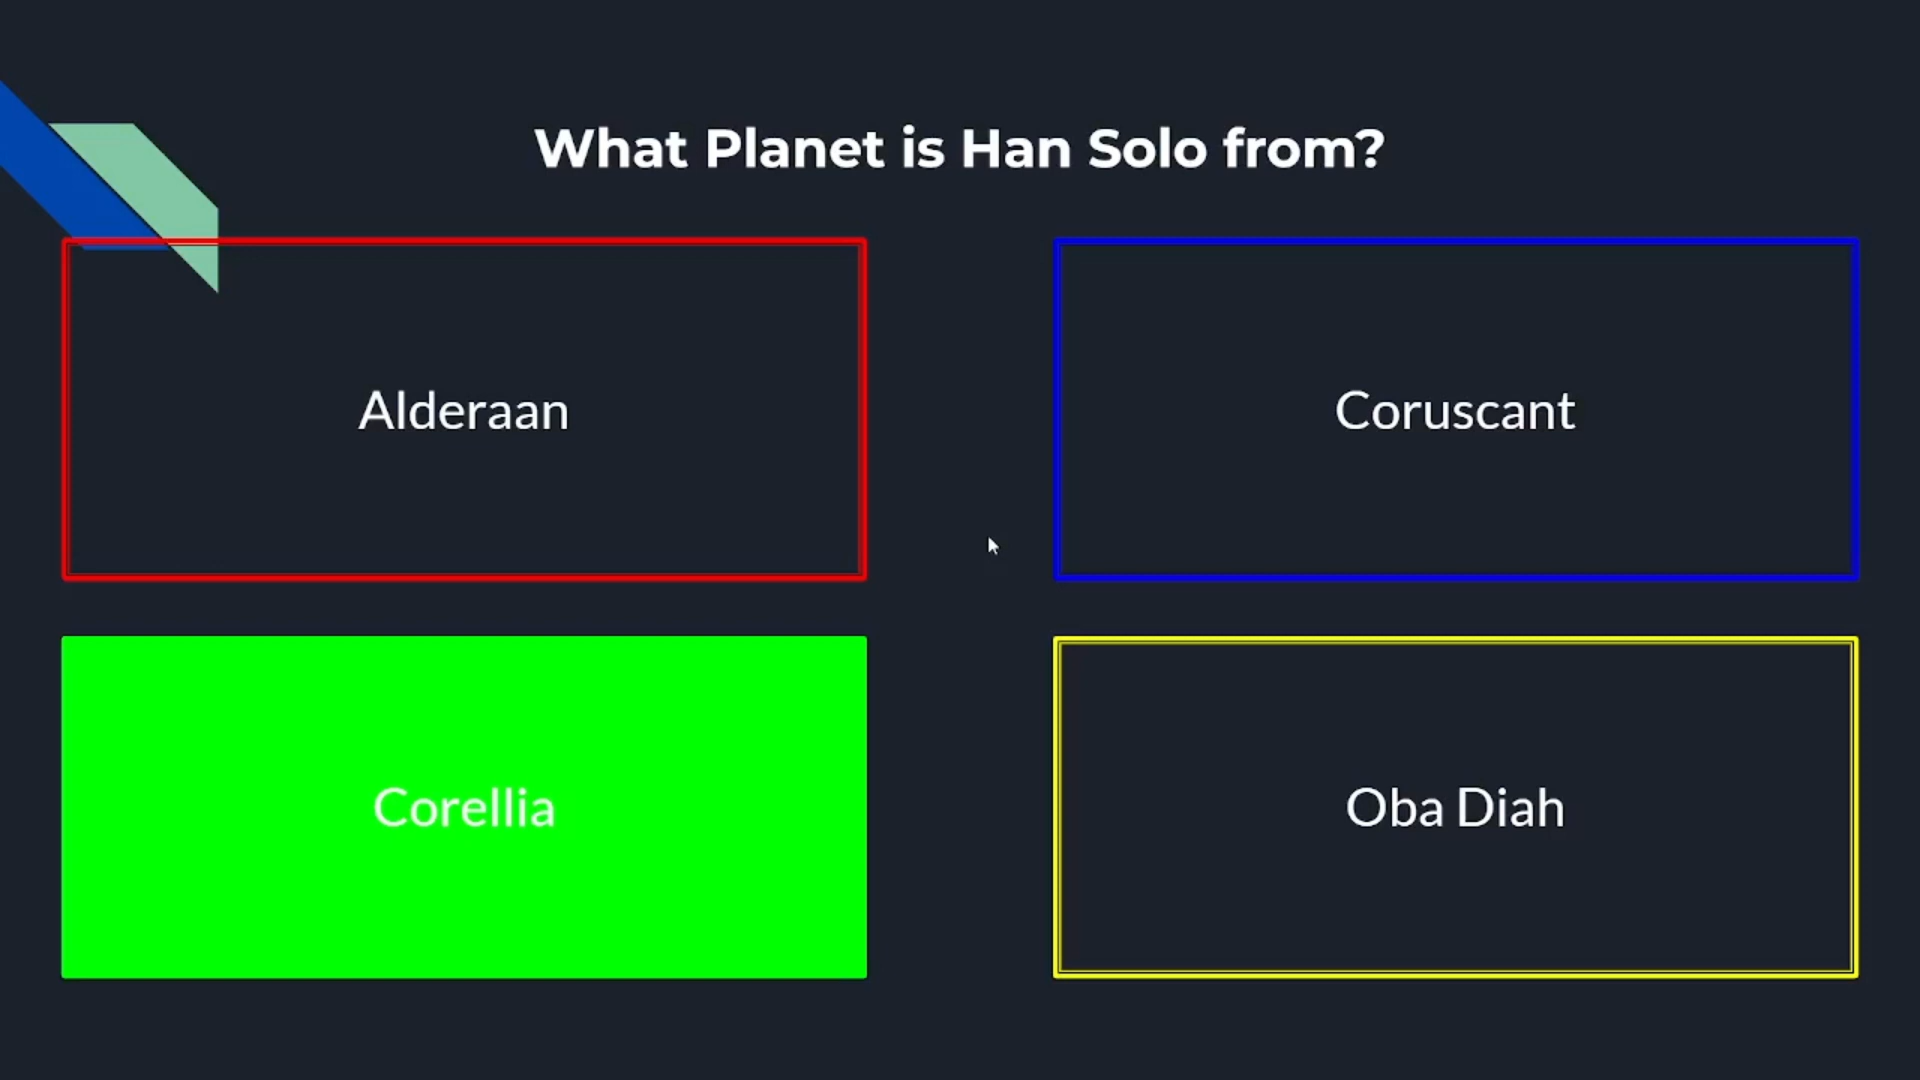 What Planet is Han Solo from?
Alderaan
Coruscant
Corellia
Oba Diah